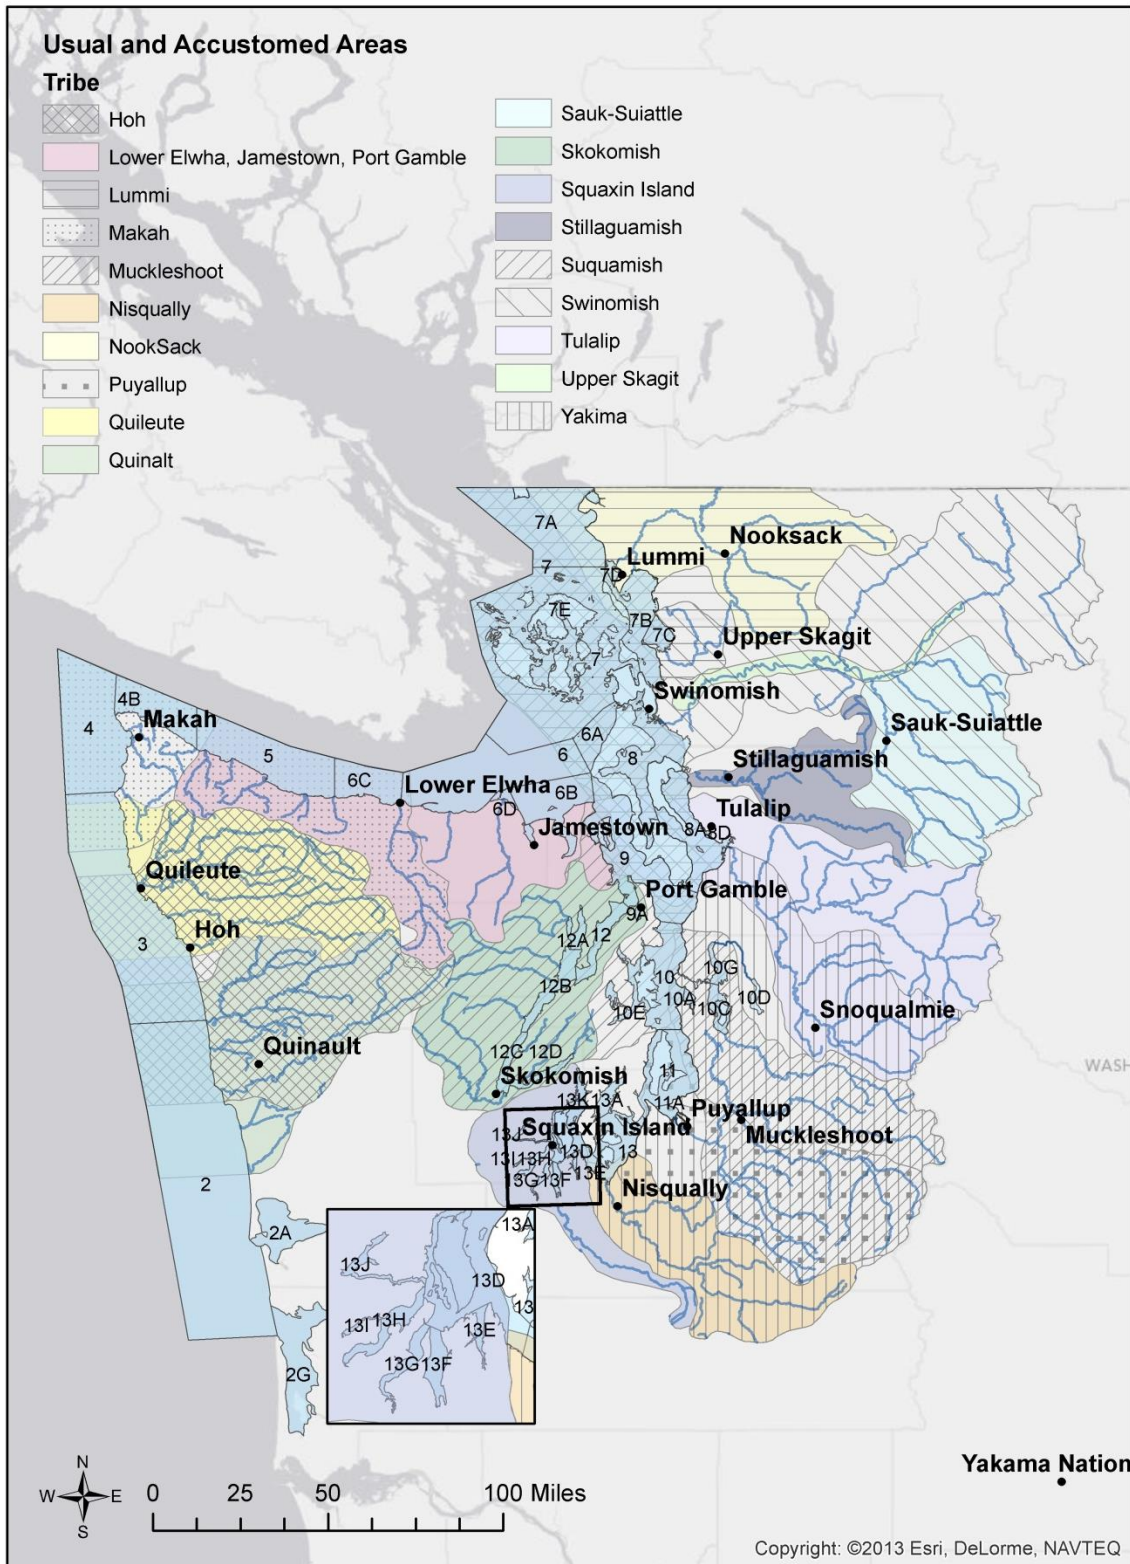 Usual and Accustomed Areas
Tribe
Hoh
Lower Elwha, Jamestown, Port Gamble
Lummi
Makah
Muckleshoot
Nisqually
NookSack
Puyallup
Quileute
Quinalt
Sauk-Suiattle
Skokomish
Squaxin Island
Stillaguamish
Suquamish
Swinomish
Tulalip
Upper Skagit
Yakima
7A
7
Nooksack
Lummi
7D
7E
7B
7C
7
Upper Skagit
Swinomish
4B
Makah
4
5
6A
6
8
Sauk-Suiattle
6C
Lower Elwha
6B
6D
Stillaguamish
Tulalip
8A
8D
Jamestown
9
Quileute
Port Gamble
9A
Hoh
3
12
12A
12B
10
10G
10A
10D
10E
10C
Snoqualmie
Quinault
12C
12D
Skokomish
11
WASH
13K
13A
11A
Puyallup
Muckleshoot
Squaxin Island
13J
13D
13
13I
13H
13E
13G
13F
Nisqually
2
2A
13A
13J
13D
13
13I
13H
13E
13G
13F
2G
Yakama Nation
N
W
E
S
0 25 50 100 Miles
Copyright: ©2013 Esri, DeLorme, NAVTEQ